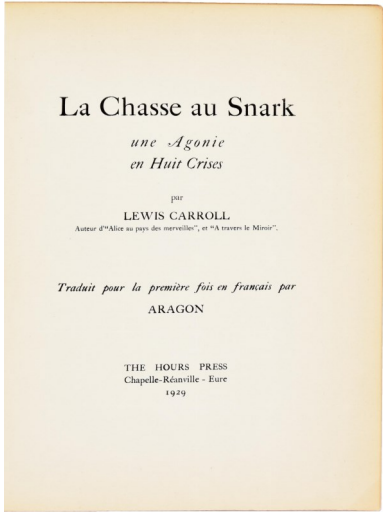 La Chasse au Snark
une Agonie
en Huit Crises
par
LEWIS CARROLL
Auteur d'"Alice au pays des merveilles", et "A travers le Miroir".
Traduit pour la première fois en français par
ARAGON
THE HOURS PRESS
Chapelle-Réanville - Eure
1929